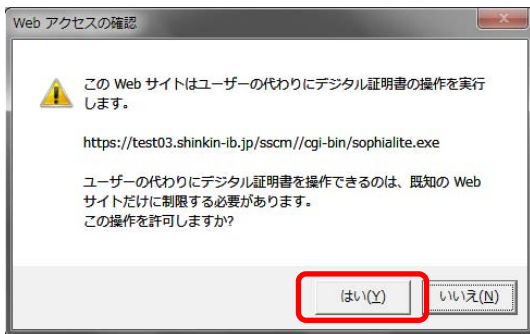 Web アクセスの確認
この Web サイトはユーザーの代わりにデジタル証明書の操作を実行
します。
https://test03.shinkin-ib.jp/sscm//cgi-bin/sophialite.exe
ユーザーの代わりにデジタル証明書を操作できるのは、既知の Web
サイトだけに制限する必要があります。
この操作を許可しますか?
はい(Y) いいえ(N)